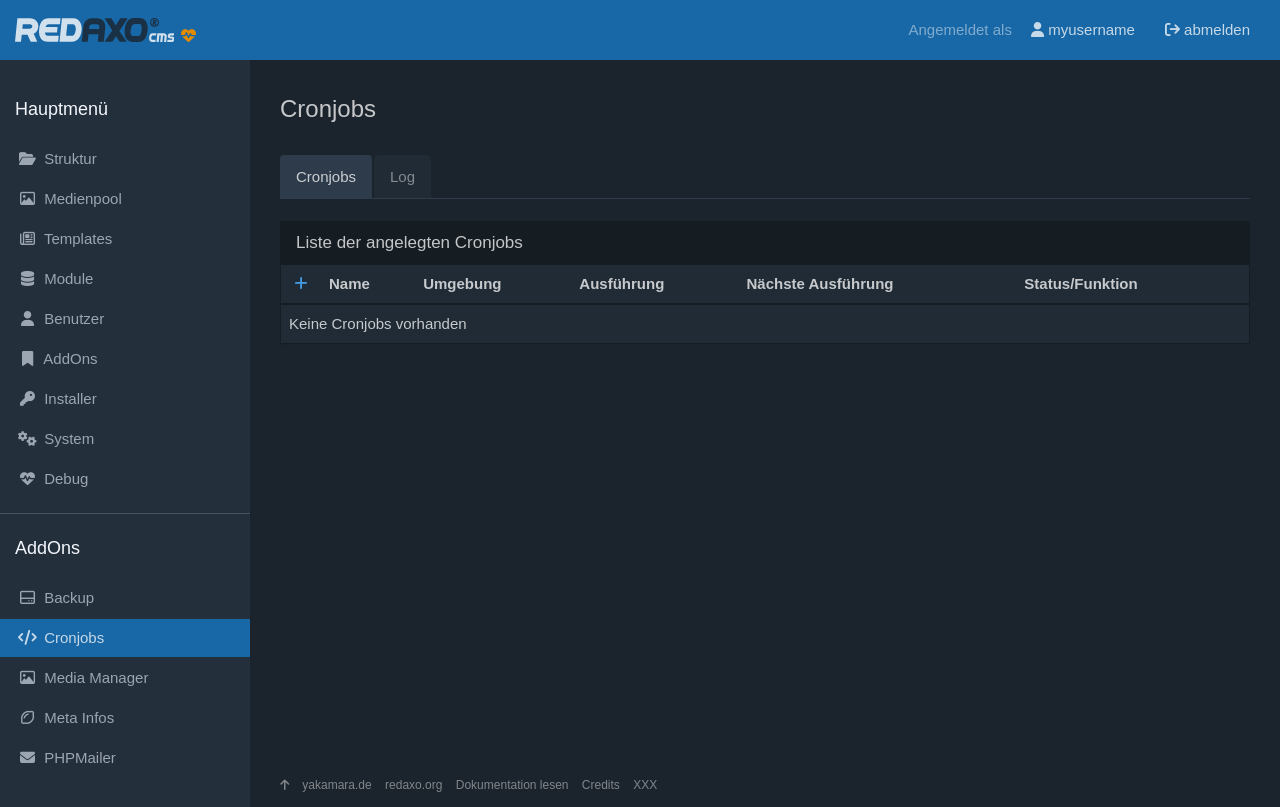 REDAXO® cms
Angemeldet als myusername abmelden
Hauptmenü
Struktur
Medienpool
Templates
Module
Benutzer
AddOns
Installer
System
Debug
AddOns
Backup
Cronjobs
Media Manager
Meta Infos
PHPMailer
Cronjobs
Cronjobs Log
Liste der angelegten Cronjobs
Name Umgebung Ausführung Nächste Ausführung Status/Funktion
Keine Cronjobs vorhanden
yakamara.de redaxo.org Dokumentation lesen Credits XXX